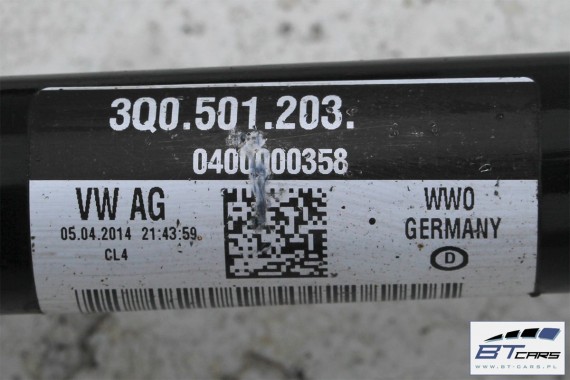 3Q0.501.203.
0400000358
VW AG
05.04.2014 21:43:59
CL4
WWO
GERMANY
D
BT CARS
WWW.BT-CARS.PL